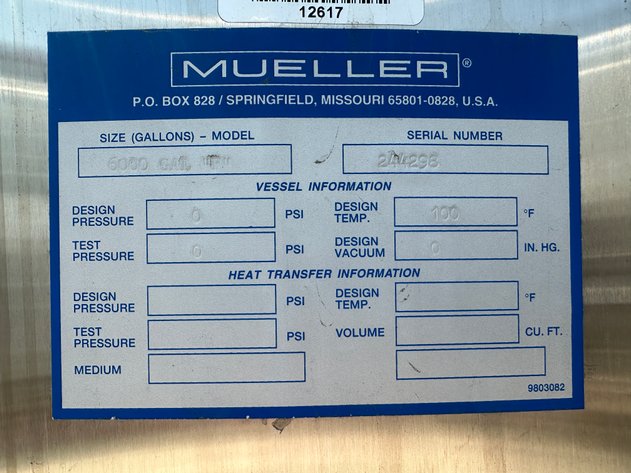 12617
MUELLER®
P.O. BOX 828 / SPRINGFIELD, MISSOURI 65801-0828, U.S.A.
SIZE (GALLONS) – MODEL SERIAL NUMBER
GAL. 244298
VESSEL INFORMATION
DESIGN PRESSURE 0 PSI DESIGN TEMP. 100 °F
TEST PRESSURE 0 PSI DESIGN VACUUM 0 IN. HG.
HEAT TRANSFER INFORMATION
DESIGN PRESSURE PSI DESIGN TEMP. °F
TEST PRESSURE PSI VOLUME CU. FT.
MEDIUM
9803082